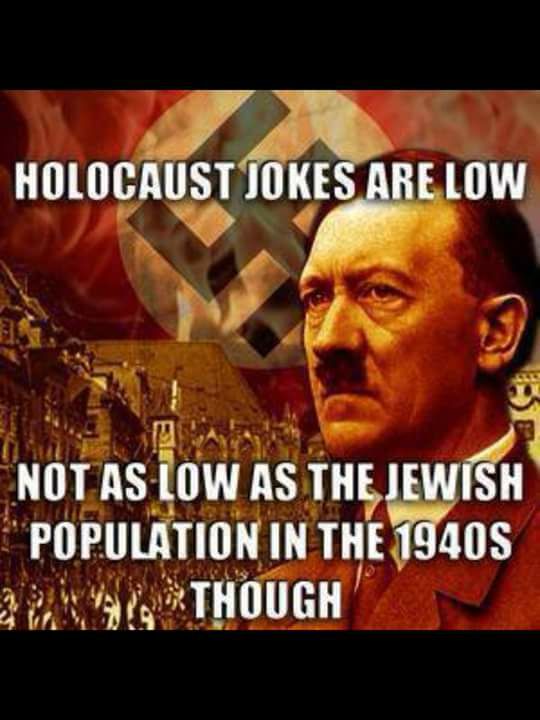 HOLOCAUST JOKES ARE LOW
NOT AS LOW AS THE JEWISH
POPULATION IN THE 1940S
THOUGH